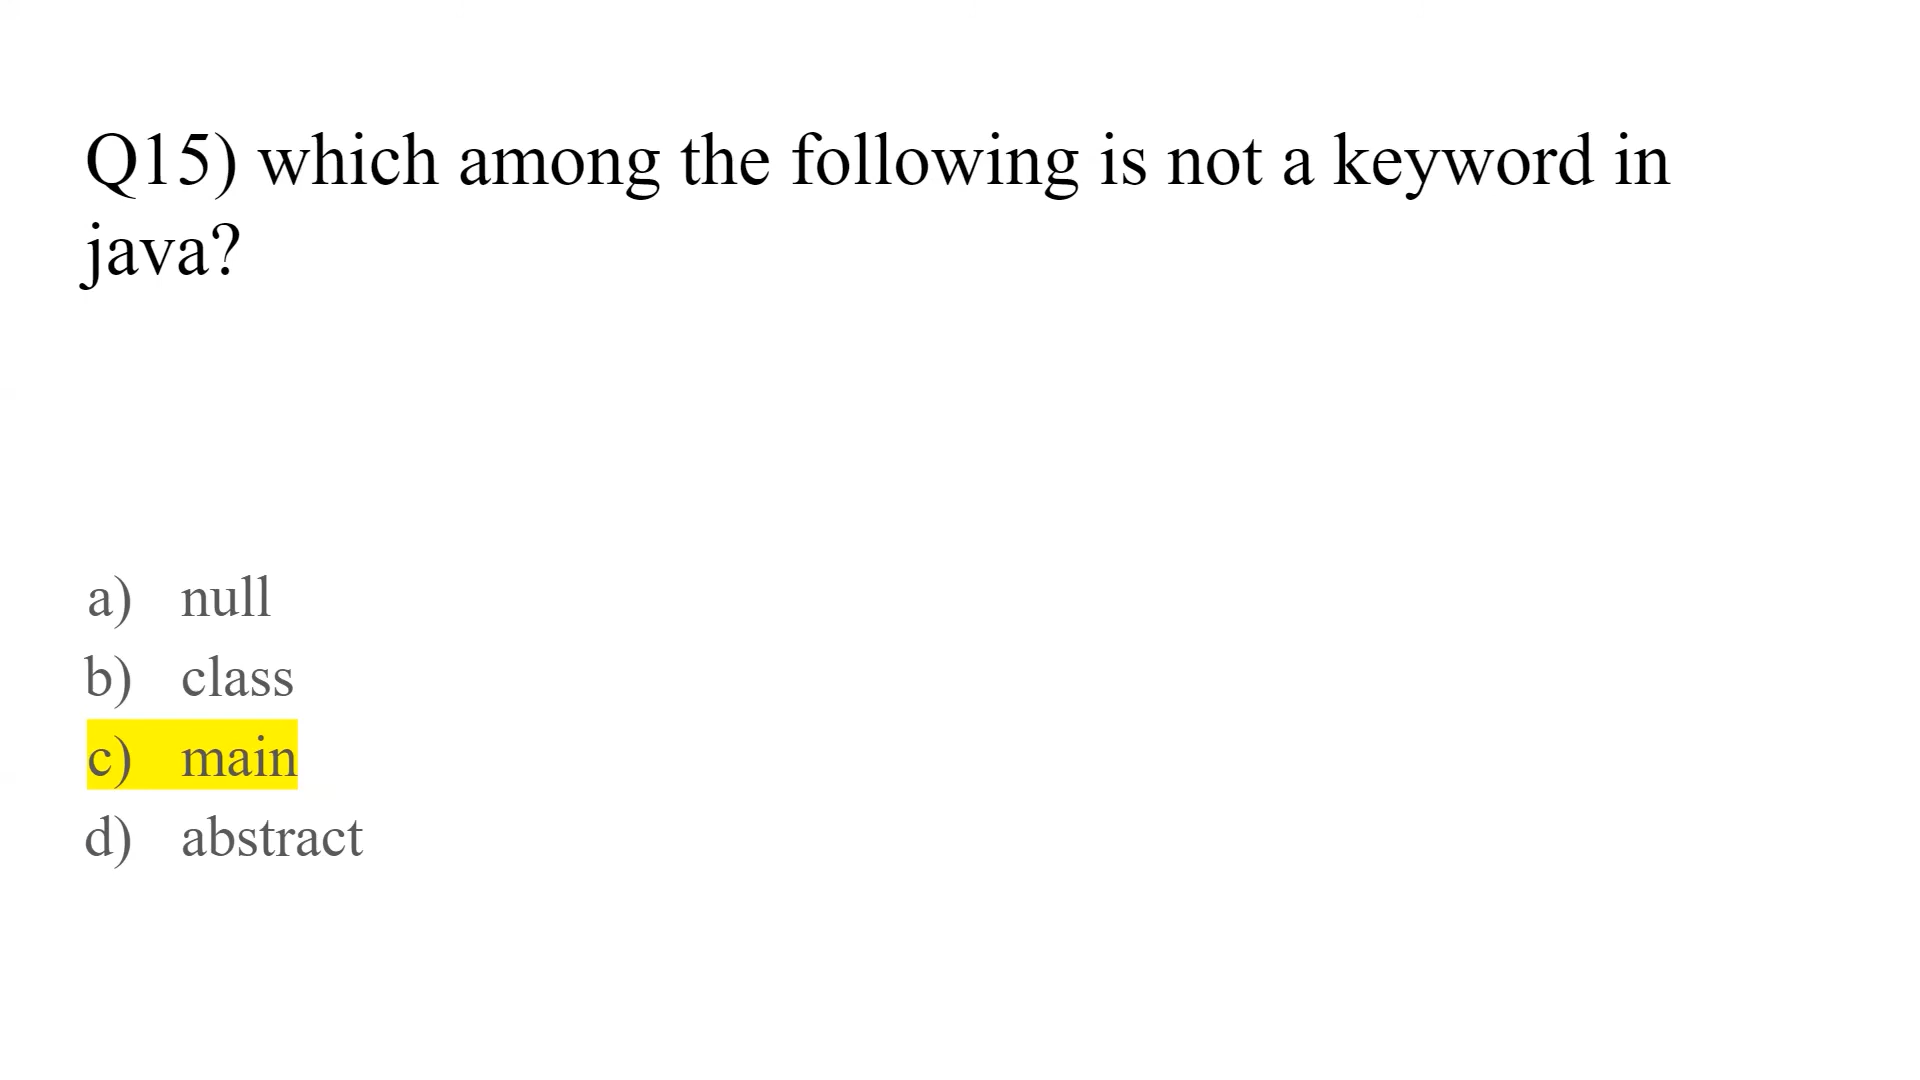 Q15) which among the following is not a keyword in
java?
a) null
b) class
c) main
d) abstract